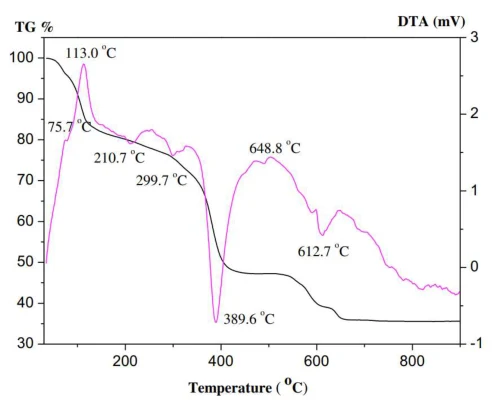 TG %
DTA (mV)
113.0 °C
75.7 °C
210.7 °C
299.7 °C
648.8 °C
612.7 °C
389.6 °C
100
90
80
70
60
50
40
30
3
2
1
0
-1
200
400
600
800
Temperature ( °C)